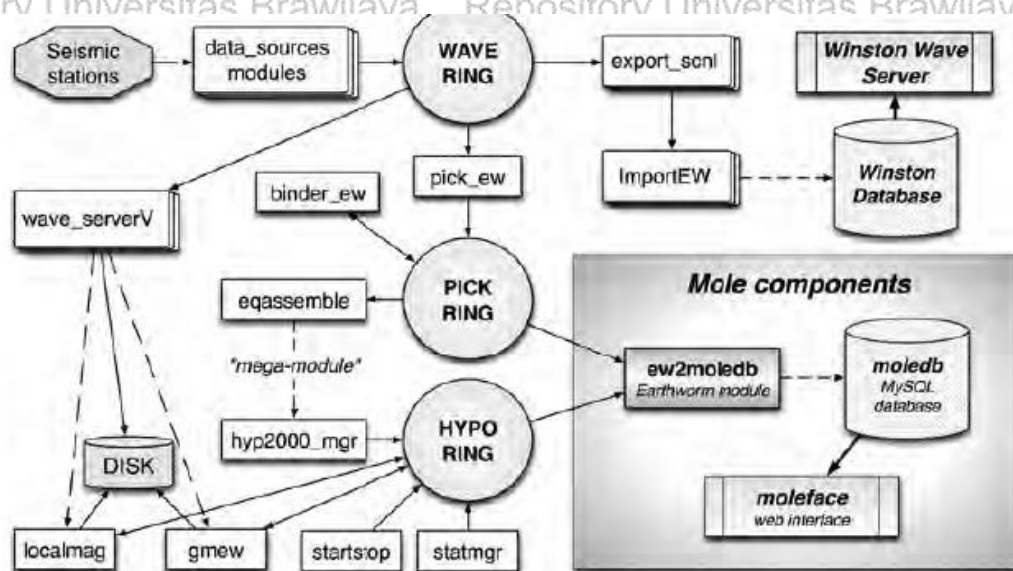 ry Universitas Brawijaya Repository Universitas Brawijay
Seismic
stations
data_sources
modules
WAVE
RING
export_scnl
Winston Wave
Server
wave_serverV
binder_ew
pick_ew
ImportEW
Winston
Database
eqassemble
PICK
RING
"mega-module"
hyp2000_mgr
HYPO
RING
DISK
localmag
gmew
startstop
statmgr
Mole components
ew2moledb
Earthworm module
moledb
MySQL
database
moleface
web interface